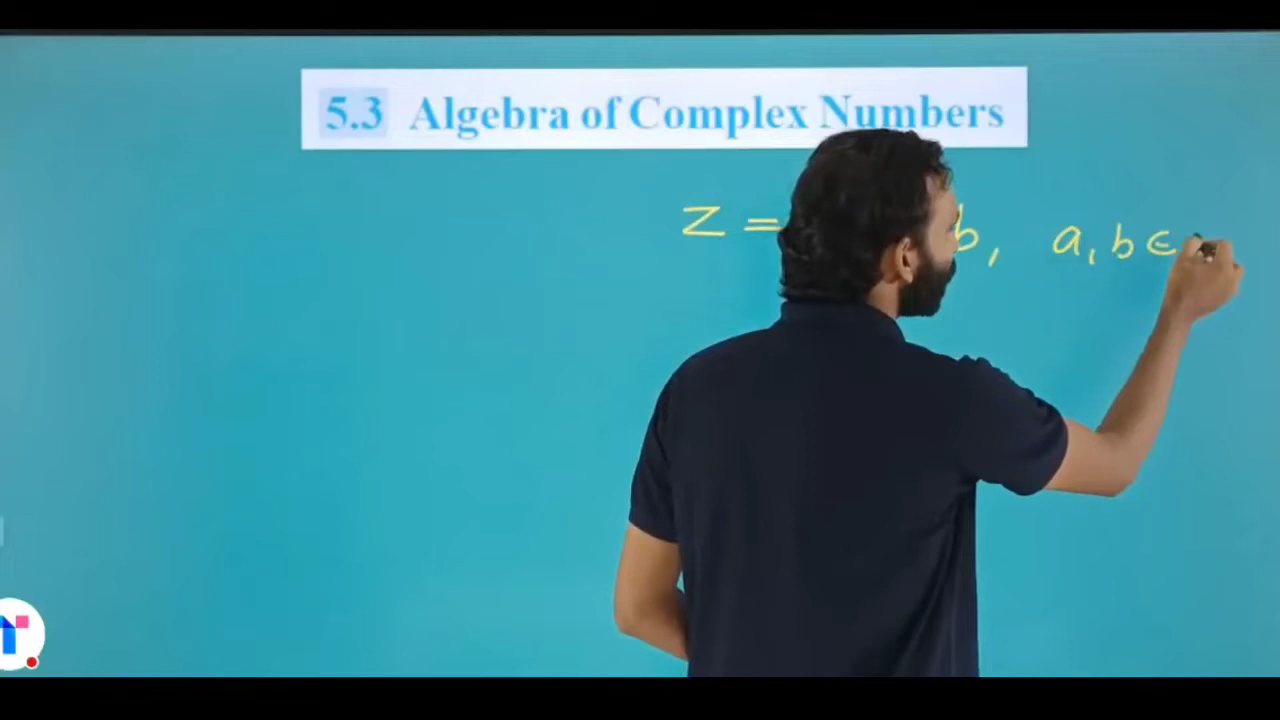 5.3 Algebra of Complex Numbers
Z = b, a, b ∈